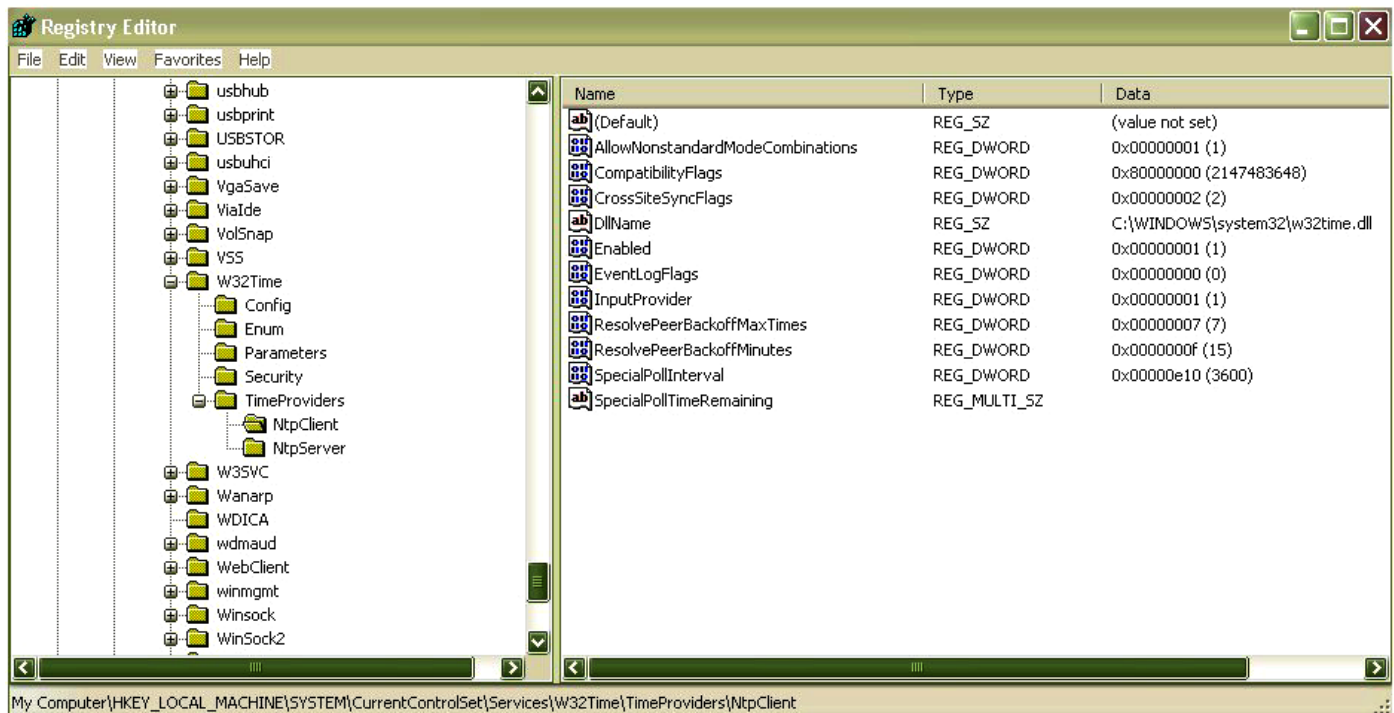 Registry Editor
File Edit View Favorites Help
usbhub
usbprint
USBSTOR
usbuhci
VgaSave
ViaIde
VolSnap
VSS
W32Time
Config
Enum
Parameters
Security
TimeProviders
NtpClient
NtpServer
W3SVC
Wanarp
WDICA
wdmaud
WebClient
winmgmt
Winsock
WinSock2
Name Type Data
(Default) REG_SZ (value not set)
AllowNonstandardModeCombinations REG_DWORD 0x00000001 (1)
CompatibilityFlags REG_DWORD 0x80000000 (2147483648)
CrossSiteSyncFlags REG_DWORD 0x00000002 (2)
DllName REG_SZ C:\WINDOWS\system32\w32time.dll
Enabled REG_DWORD 0x00000001 (1)
EventLogFlags REG_DWORD 0x00000000 (0)
InputProvider REG_DWORD 0x00000001 (1)
ResolvePeerBackoffMaxTimes REG_DWORD 0x00000007 (7)
ResolvePeerBackoffMinutes REG_DWORD 0x0000000f (15)
SpecialPollInterval REG_DWORD 0x00000e10 (3600)
SpecialPollTimeRemaining REG_MULTI_SZ
My Computer\HKEY_LOCAL_MACHINE\SYSTEM\CurrentControlSet\Services\W32Time\TimeProviders\NtpClient